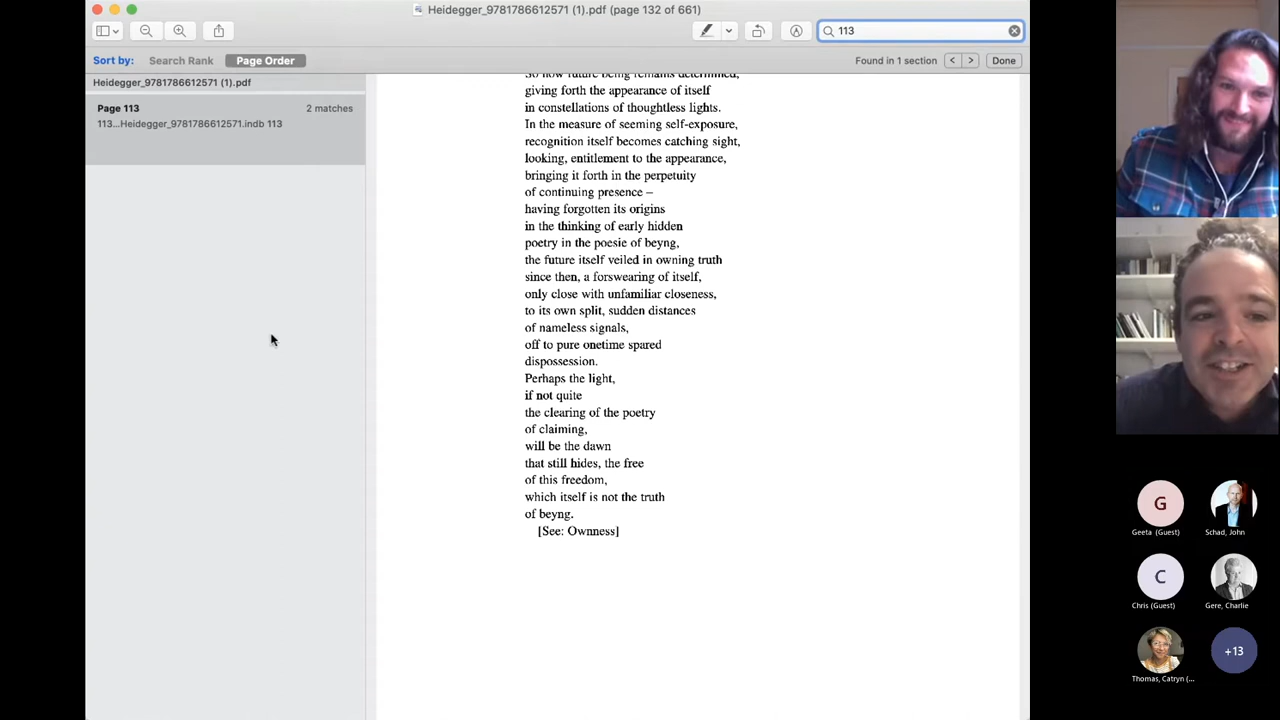 Heidegger_9781786612571 (1).pdf (page 132 of 661)
113
Sort by:
Search Rank
Page Order
Found in 1 section
Done
Heidegger_9781786612571 (1).pdf
Page 113
2 matches
113...Heidegger_9781786612571.indb 113
So now future being remains determined,
giving forth the appearance of itself
in constellations of thoughtless lights.
In the measure of seeming self-exposure,
recognition itself becomes catching sight,
looking, entitlement to the appearance,
bringing it forth in the perpetuity
of continuing presence –
having forgotten its origins
in the thinking of early hidden
poetry in the poesie of beyng,
the future itself veiled in owning truth
since then, a forswearing of itself,
only close with unfamiliar closeness,
to its own split, sudden distances
of nameless signals,
off to pure onetime spared
dispossession.
Perhaps the light,
if not quite
the clearing of the poetry
of claiming,
will be the dawn
that still hides, the free
of this freedom,
which itself is not the truth
of beyng.
[See: Ownness]
G
Geeta (Guest)
Schad, John
C
Chris (Guest)
Gere, Charlie
Thomas, Catryn (...
+13